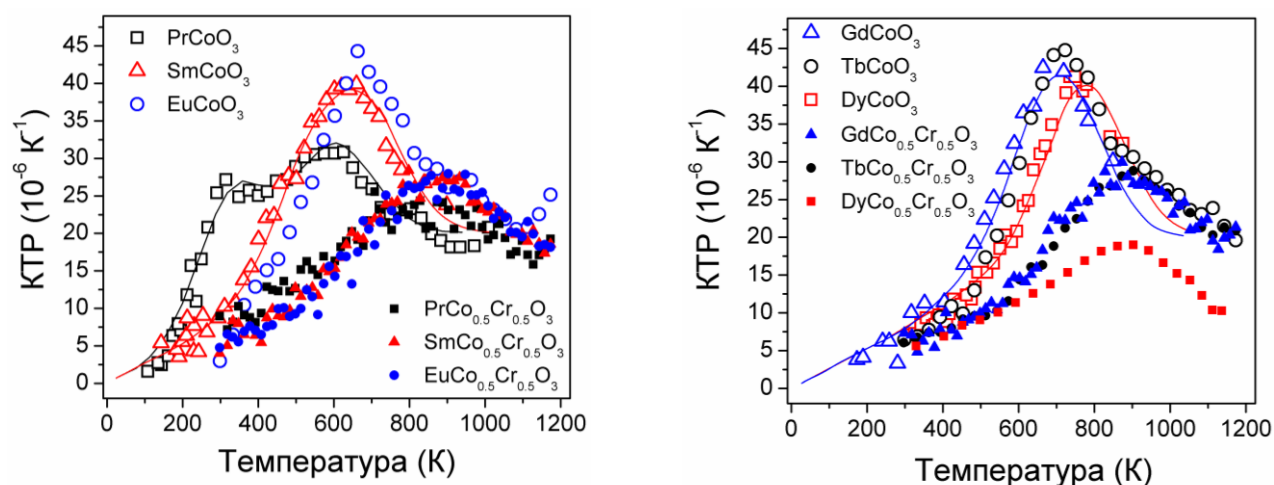 КТР (10⁻⁶ K⁻¹)
45
40
35
30
25
20
15
10
5
0
PrCoO₃
SmCoO₃
EuCoO₃
PrCo₀.₅Cr₀.₅O₃
SmCo₀.₅Cr₀.₅O₃
EuCo₀.₅Cr₀.₅O₃
0 200 400 600 800 1000 1200
Температура (К)
КТР (10⁻⁶ K⁻¹)
45
40
35
30
25
20
15
10
5
0
GdCoO₃
TbCoO₃
DyCoO₃
GdCo₀.₅Cr₀.₅O₃
TbCo₀.₅Cr₀.₅O₃
DyCo₀.₅Cr₀.₅O₃
0 200 400 600 800 1000 1200
Температура (К)